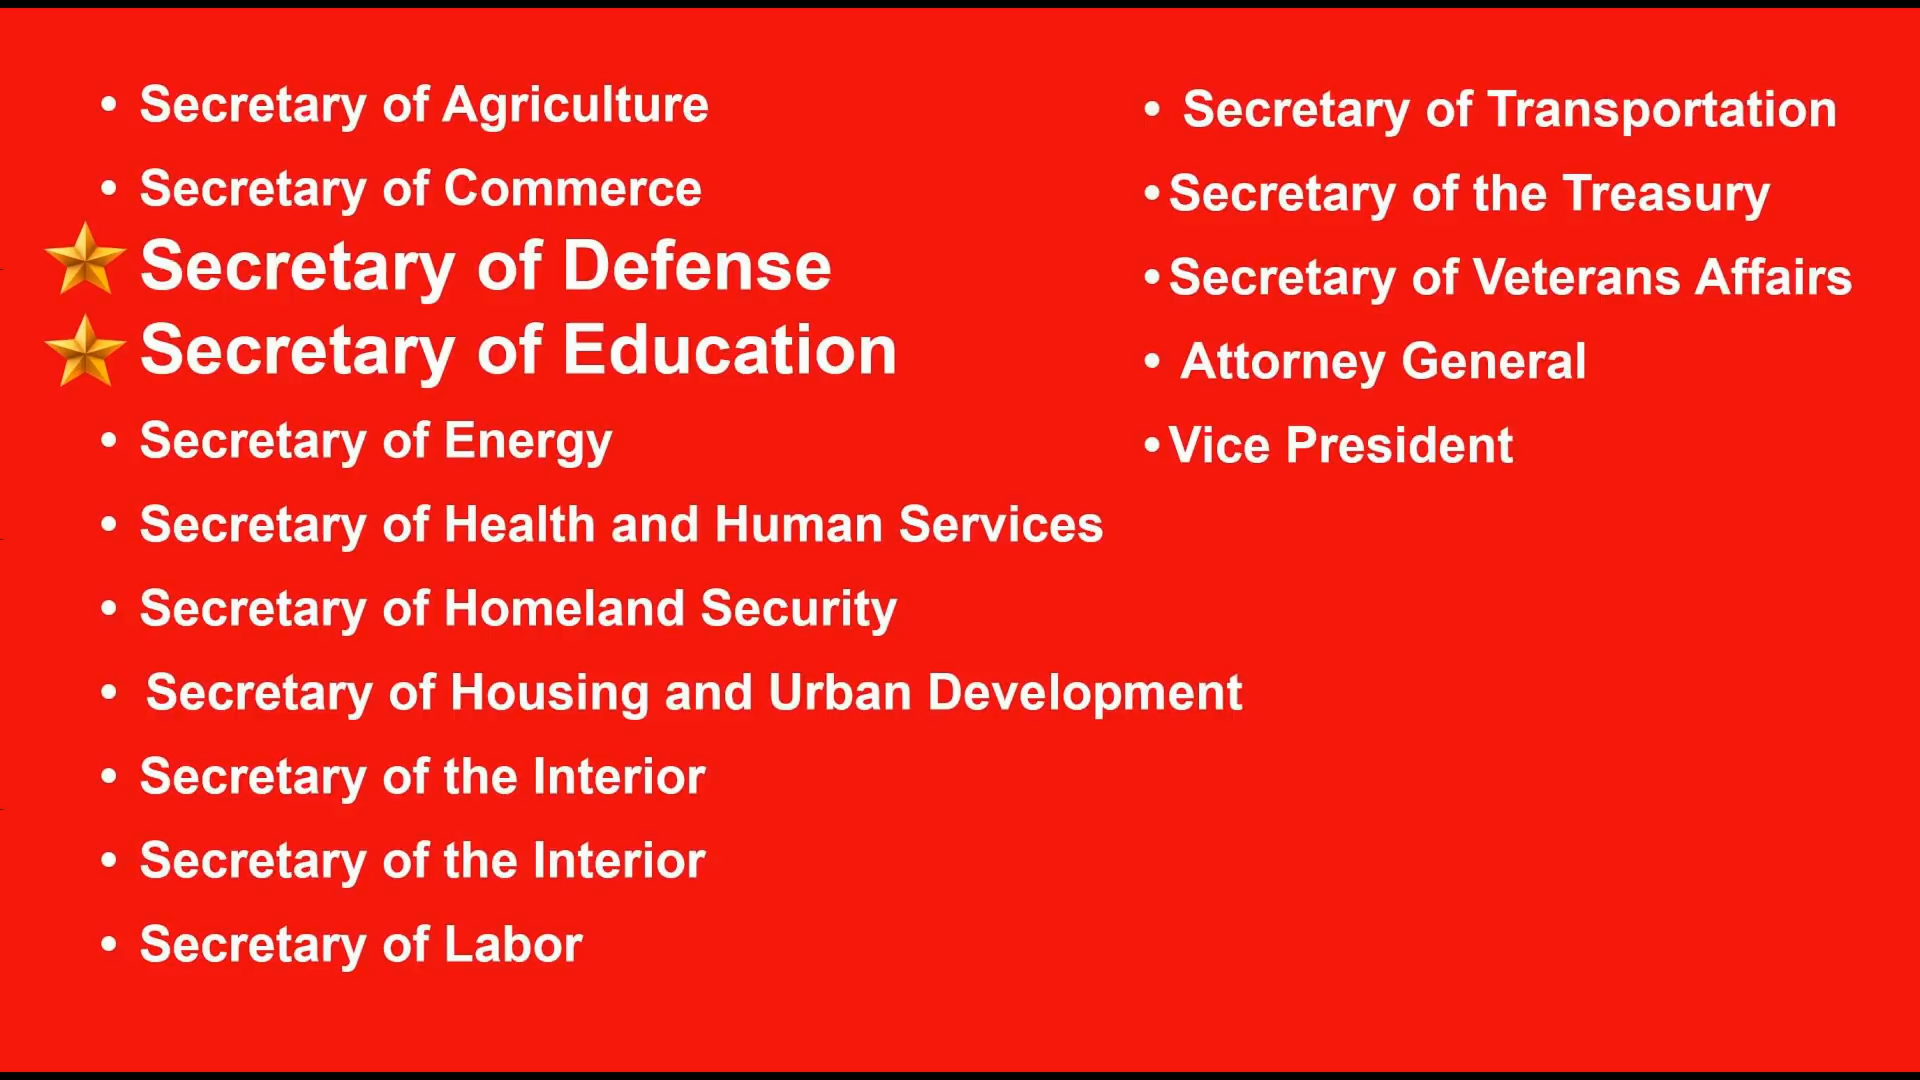 • Secretary of Agriculture
• Secretary of Commerce
Secretary of Defense
Secretary of Education
• Secretary of Energy
• Secretary of Health and Human Services
• Secretary of Homeland Security
• Secretary of Housing and Urban Development
• Secretary of the Interior
• Secretary of the Interior
• Secretary of Labor
• Secretary of Transportation
• Secretary of the Treasury
• Secretary of Veterans Affairs
• Attorney General
• Vice President